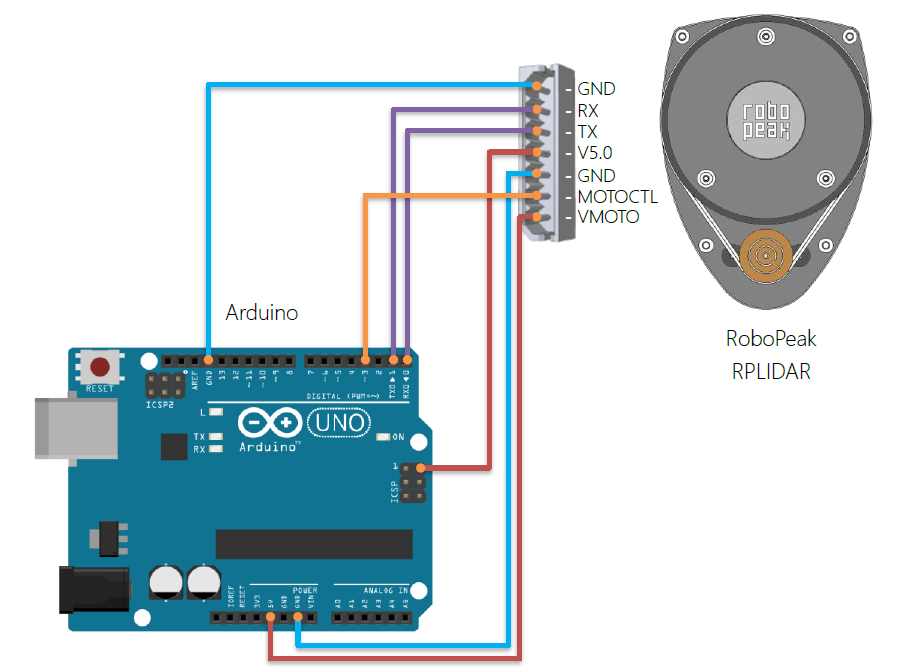 GND
RX
TX
V5.0
GND
MOTOCTL
VMOTO
robo
peak
RoboPeak
RPLIDAR
Arduino
RESET
ICSP2
AREF
GND
13
12
~11
~10
~9
8
7
~6
~5
4
~3
2
TX0▶1
RX0◀0
DIGITAL (PWM=~)
L
TX
RX
Arduino™
UNO
ON
1
ICSP
IOREF
RESET
3V3
5V
GND
GND
VIN
POWER
ANALOG IN
A0
A1
A2
A3
A4
A5